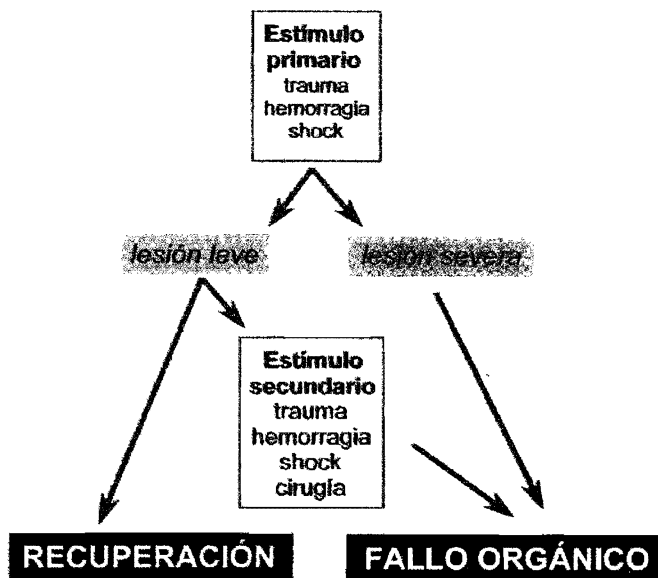 Estímulo
primario
trauma
hemorragia
shock
lesión leve
lesión severa
Estímulo
secundario
trauma
hemorragia
shock
cirugía
RECUPERACIÓN
FALLO ORGÁNICO